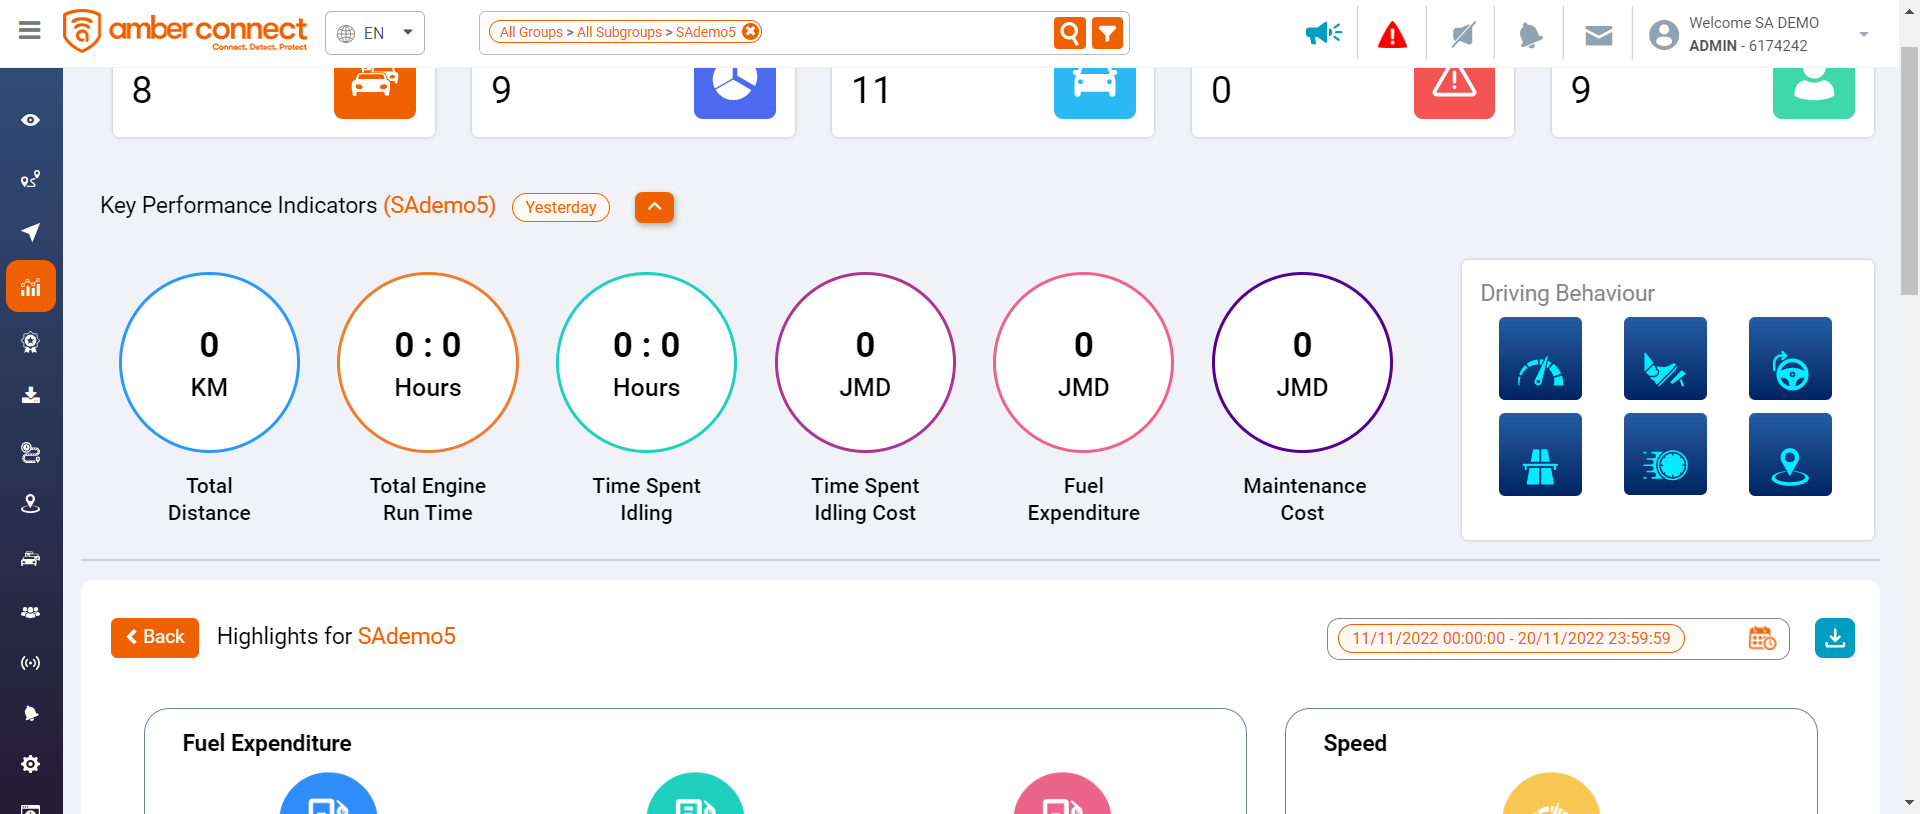 amber connect
Connect. Detect. Protect
EN
All Groups > All Subgroups > SAdemo5
Welcome SA DEMO
ADMIN - 6174242
8
9
11
0
9
Key Performance Indicators (SAdemo5)
Yesterday
0
KM
Total
Distance
0 : 0
Hours
Total Engine
Run Time
0 : 0
Hours
Time Spent
Idling
0
JMD
Time Spent
Idling Cost
0
JMD
Fuel
Expenditure
0
JMD
Maintenance
Cost
Driving Behaviour
Back
Highlights for SAdemo5
11/11/2022 00:00:00 - 20/11/2022 23:59:59
Fuel Expenditure
Speed